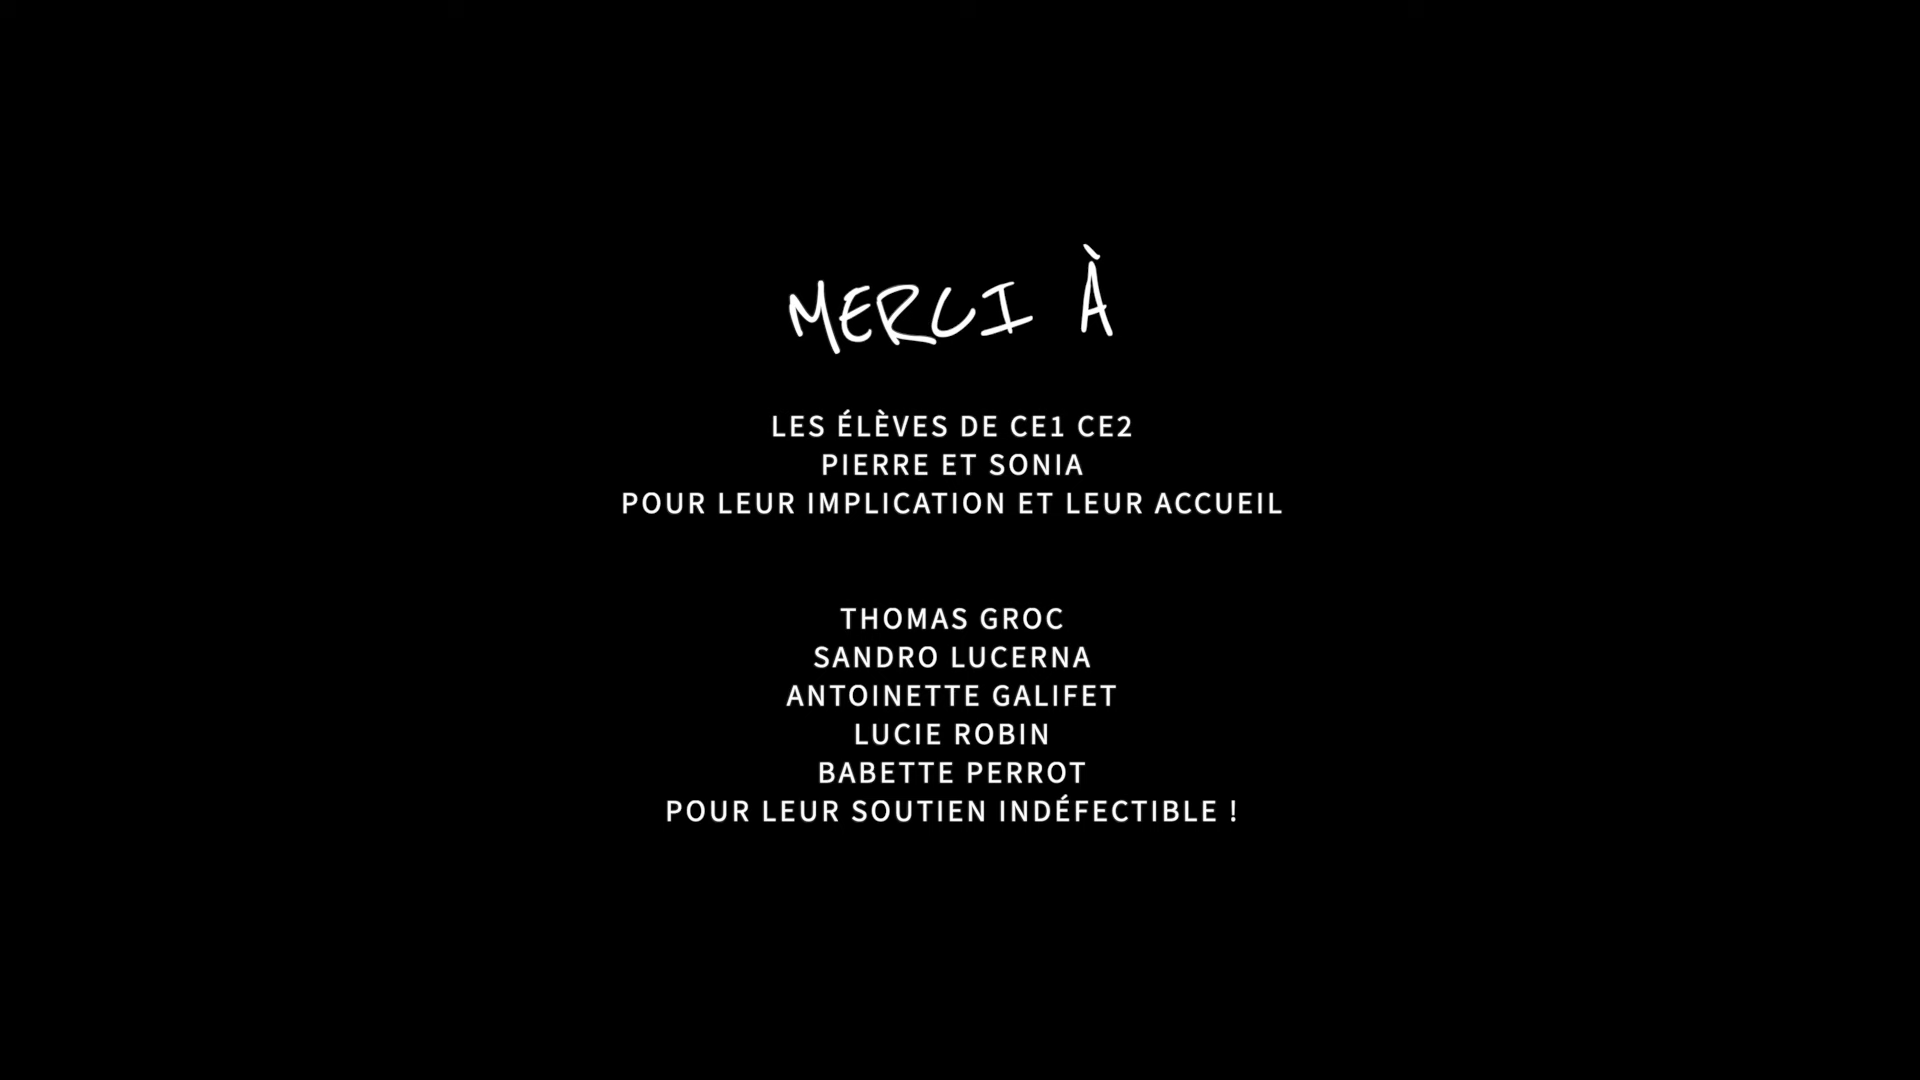 MERCI À
LES ÉLÈVES DE CE1 CE2
PIERRE ET SONIA
POUR LEUR IMPLICATION ET LEUR ACCUEIL
THOMAS GROC
SANDRO LUCERNA
ANTOINETTE GALIFET
LUCIE ROBIN
BABETTE PERROT
POUR LEUR SOUTIEN INDÉFECTIBLE !